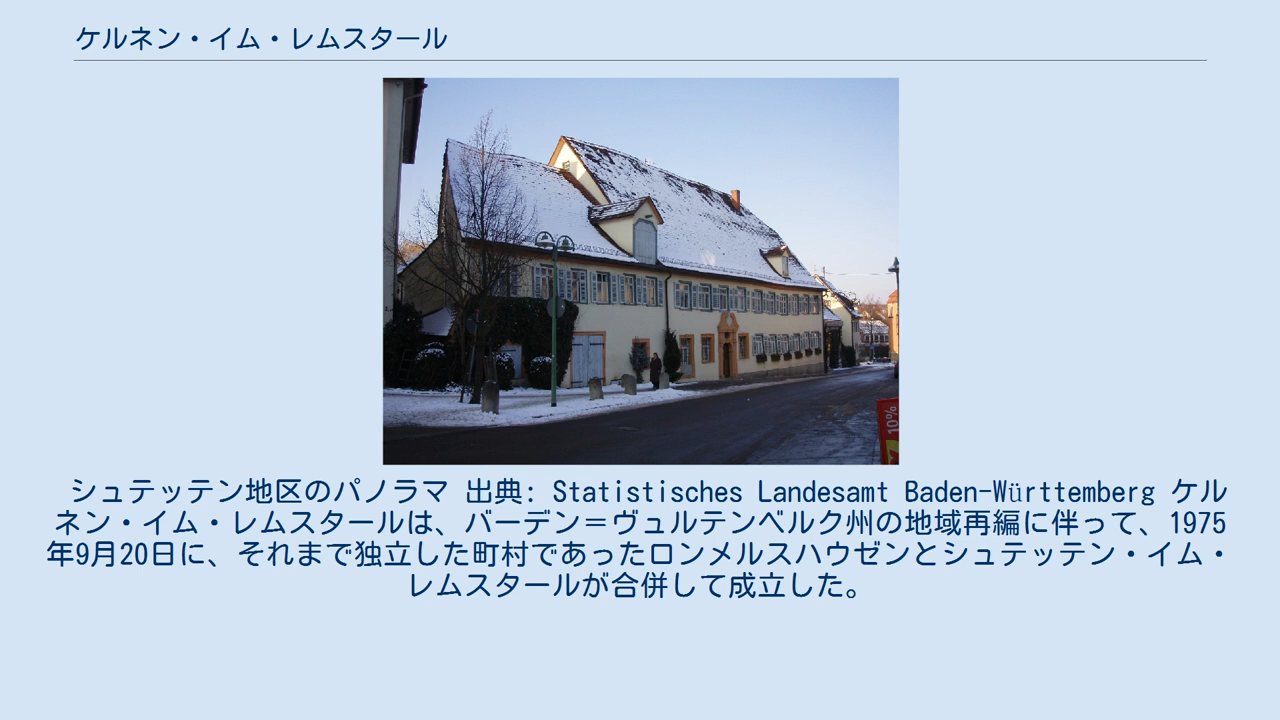 ケルネン・イム・レムスタール
10%
シュテッテン地区のパノラマ 出典: Statistisches Landesamt Baden-Württemberg ケル
ネン・イム・レムスタールは、バーデン＝ヴュルテンベルク州の地域再編に伴って、1975
年9月20日に、それまで独立した町村であったロンメルスハウゼンとシュテッテン・イム・
レムスタールが合併して成立した。